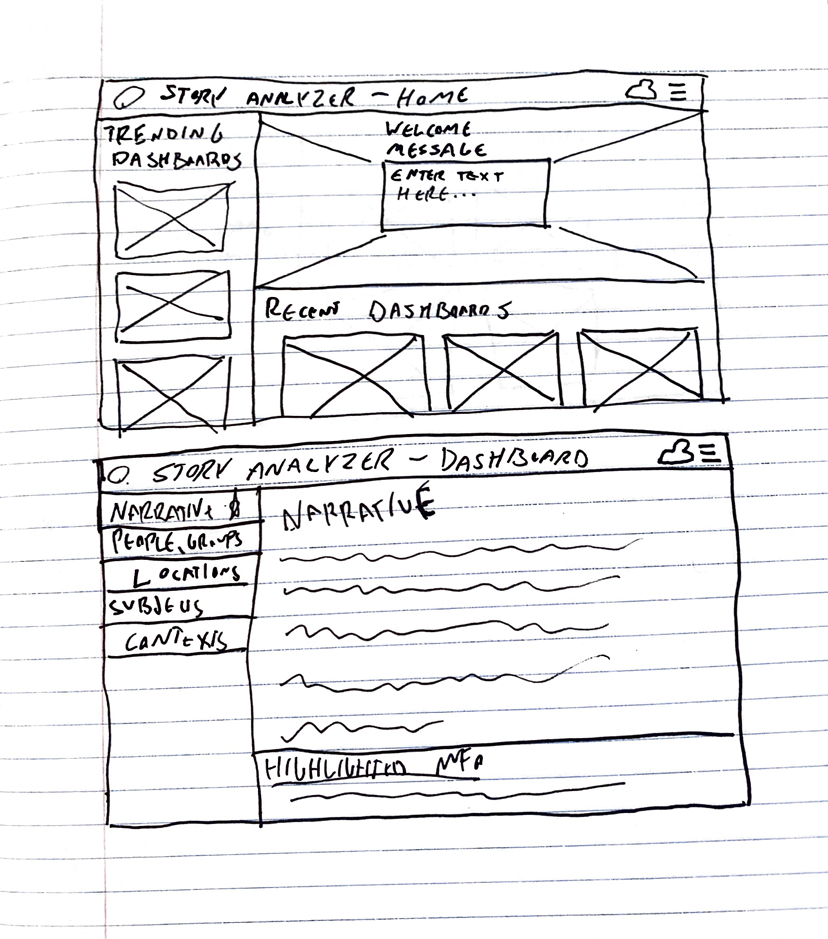 STORY ANALYZER - HOME
TRENDING
DASHBOARDS
WELCOME
MESSAGE
ENTER TEXT
HERE...
RECENT DASHBOARDS
STORY ANALYZER - DASHBOARD
NARRATIVE
PEOPLE, GROUPS
LOCATIONS
SUBJECTS
CONTEXTS
NARRATIVE
HIGHLIGHTED INFO